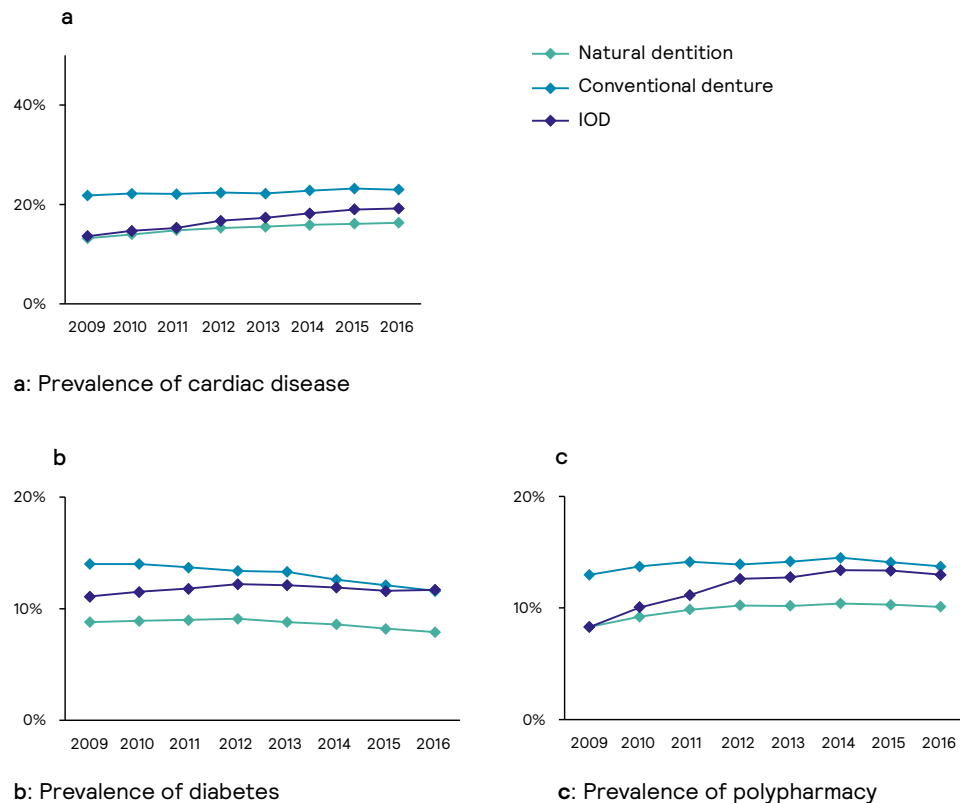 a
Natural dentition
Conventional denture
IOD
40%
20%
0%
2009 2010 2011 2012 2013 2014 2015 2016
a: Prevalence of cardiac disease
b
20%
10%
0%
2009 2010 2011 2012 2013 2014 2015 2016
b: Prevalence of diabetes
c
20%
10%
0%
2009 2010 2011 2012 2013 2014 2015 2016
c: Prevalence of polypharmacy